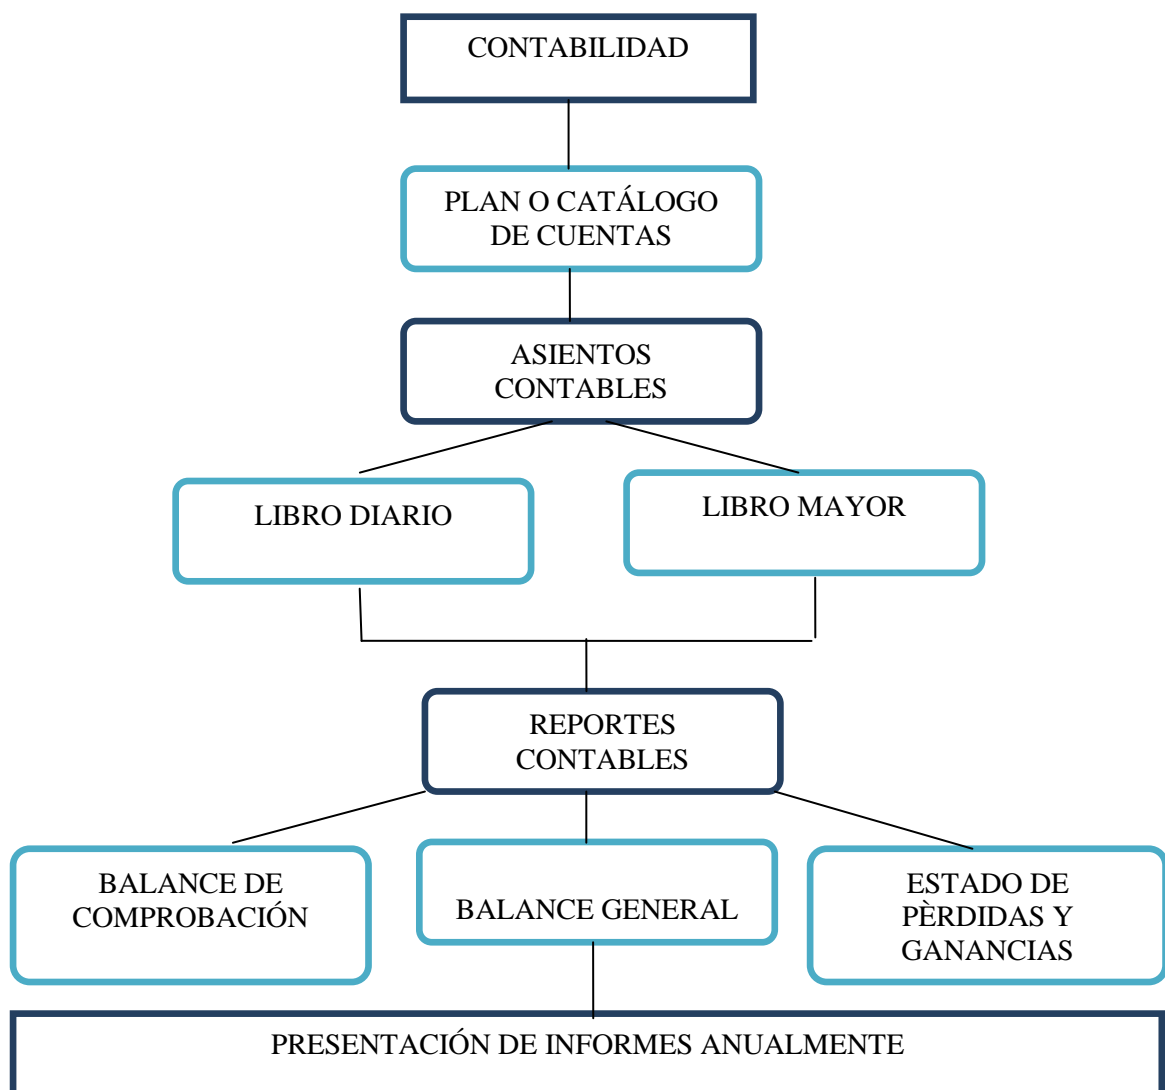 CONTABILIDAD
PLAN O CATÁLOGO
DE CUENTAS
ASIENTOS
CONTABLES
LIBRO DIARIO
LIBRO MAYOR
REPORTES
CONTABLES
BALANCE DE
COMPROBACIÓN
BALANCE GENERAL
ESTADO DE
PÈRDIDAS Y
GANANCIAS
PRESENTACIÓN DE INFORMES ANUALMENTE